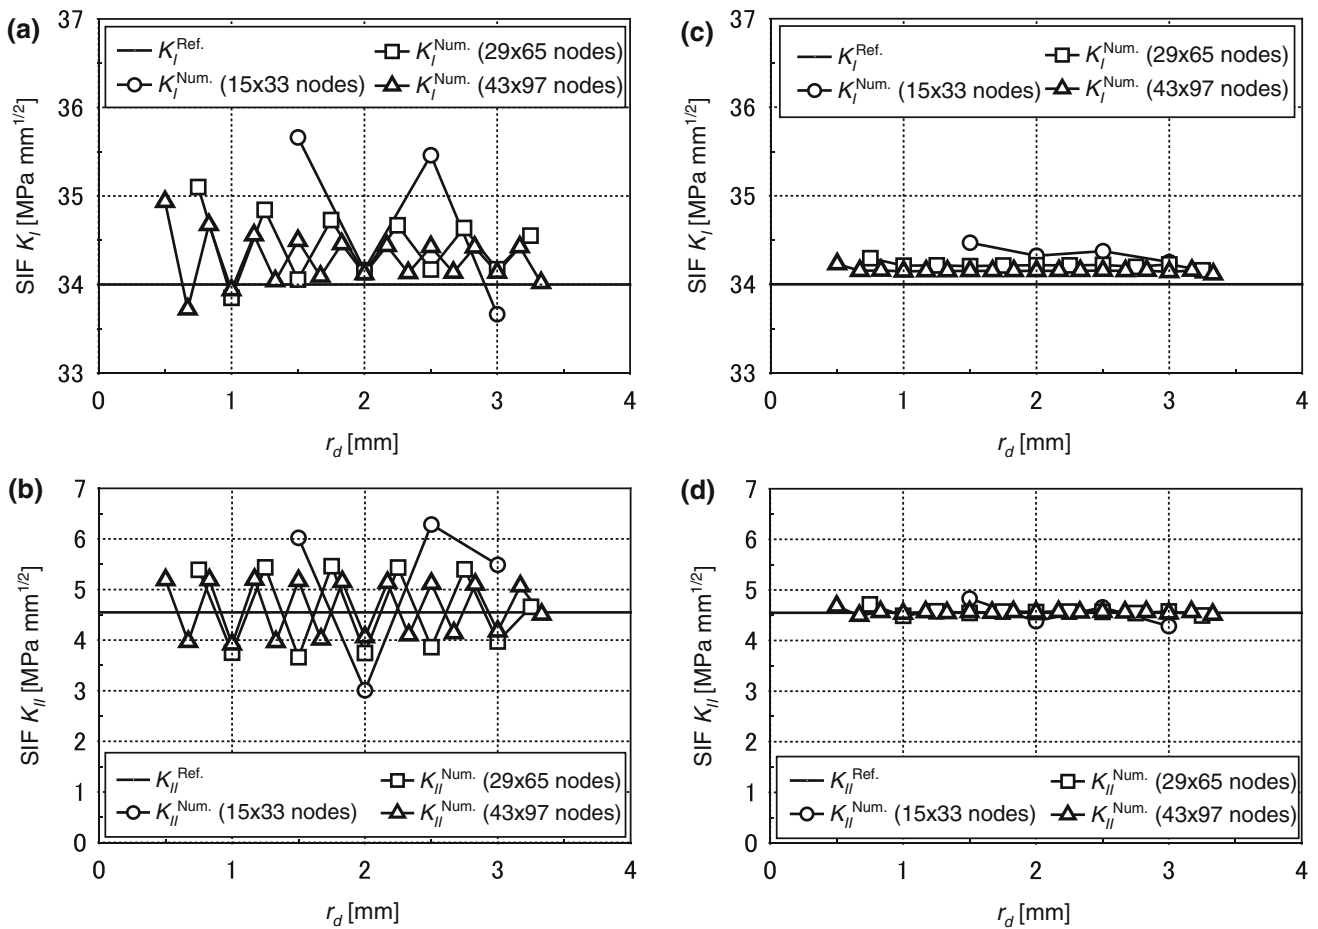 (a)
37
36
35
34
33
SIF K_I [MPa mm^1/2]
K_I^Ref.
K_I^Num. (15x33 nodes)
K_I^Num. (29x65 nodes)
K_I^Num. (43x97 nodes)
0 1 2 3 4
r_d [mm]
(c)
37
36
35
34
33
SIF K_I [MPa mm^1/2]
K_I^Ref.
K_I^Num. (15x33 nodes)
K_I^Num. (29x65 nodes)
K_I^Num. (43x97 nodes)
0 1 2 3 4
r_d [mm]
(b)
7
6
5
4
3
2
1
0
SIF K_II [MPa mm^1/2]
K_II^Ref.
K_II^Num. (15x33 nodes)
K_II^Num. (29x65 nodes)
K_II^Num. (43x97 nodes)
0 1 2 3 4
r_d [mm]
(d)
7
6
5
4
3
2
1
0
SIF K_II [MPa mm^1/2]
K_II^Ref.
K_II^Num. (15x33 nodes)
K_II^Num. (29x65 nodes)
K_II^Num. (43x97 nodes)
0 1 2 3 4
r_d [mm]